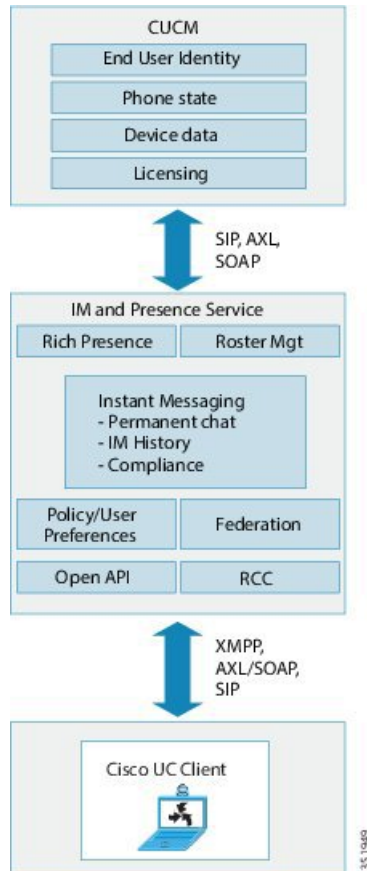 CUCM
End User Identity
Phone state
Device data
Licensing
SIP, AXL,
SOAP
IM and Presence Service
Rich Presence
Roster Mgt
Instant Messaging
- Permanent chat
- IM History
- Compliance
Policy/User
Preferences
Federation
Open API
RCC
XMPP,
AXL/SOAP,
SIP
Cisco UC Client
351949